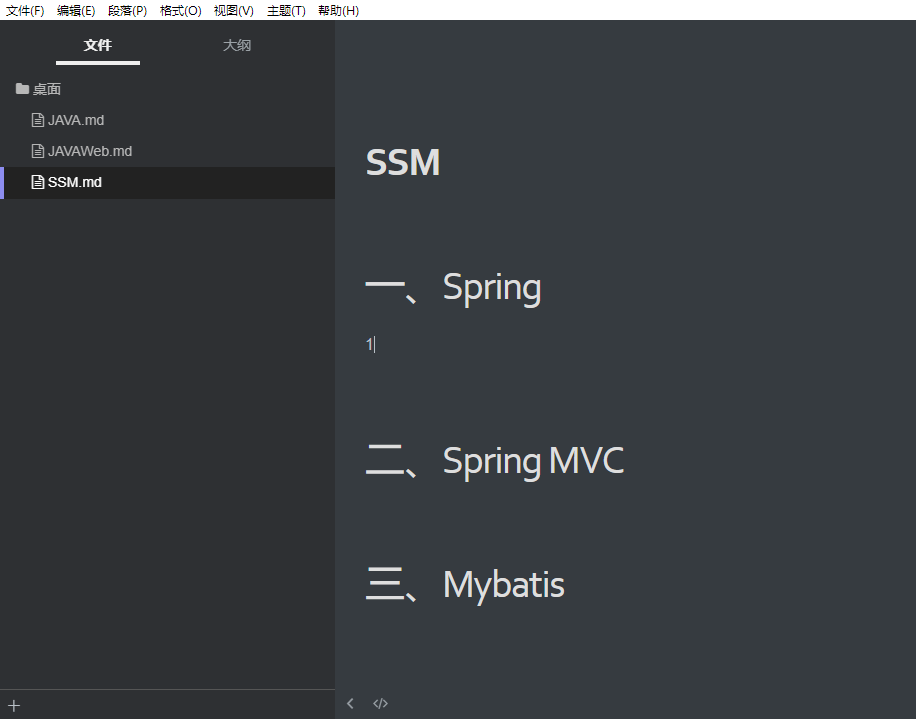 文件(F) 编辑(E) 段落(P) 格式(O) 视图(V) 主题(T) 帮助(H)
文件 大纲
桌面
JAVA.md
JAVAWeb.md
SSM.md
SSM
一、Spring
1
二、Spring MVC
三、Mybatis